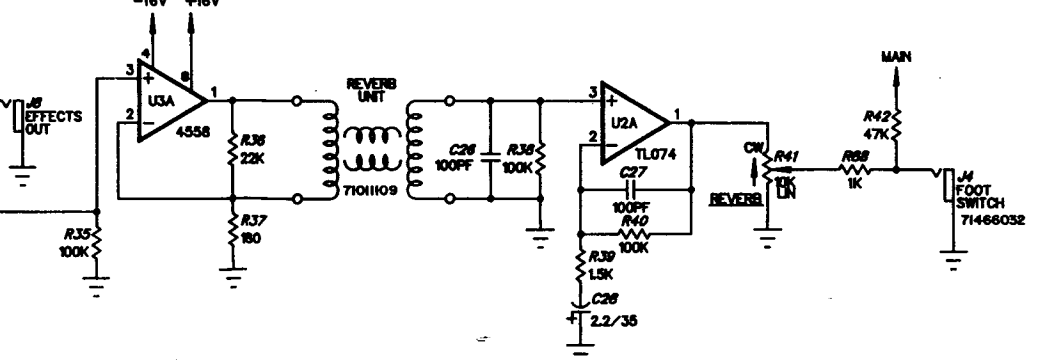 -16V +16V
4
3
+
8
J6
EFFECTS
OUT
U3A
1
2
-
4558
R36
22K
R35
100K
R37
180
REVERB
UNIT
71011109
C26
100PF
R38
100K
3
+
U2A
1
2
-
TL074
C27
100PF
R40
100K
R39
1.5K
C28
+
2.2/35
CW
R41
10K
LIN
REVERB
R68
1K
MAIN
R42
47K
J4
FOOT
SWITCH
71466032